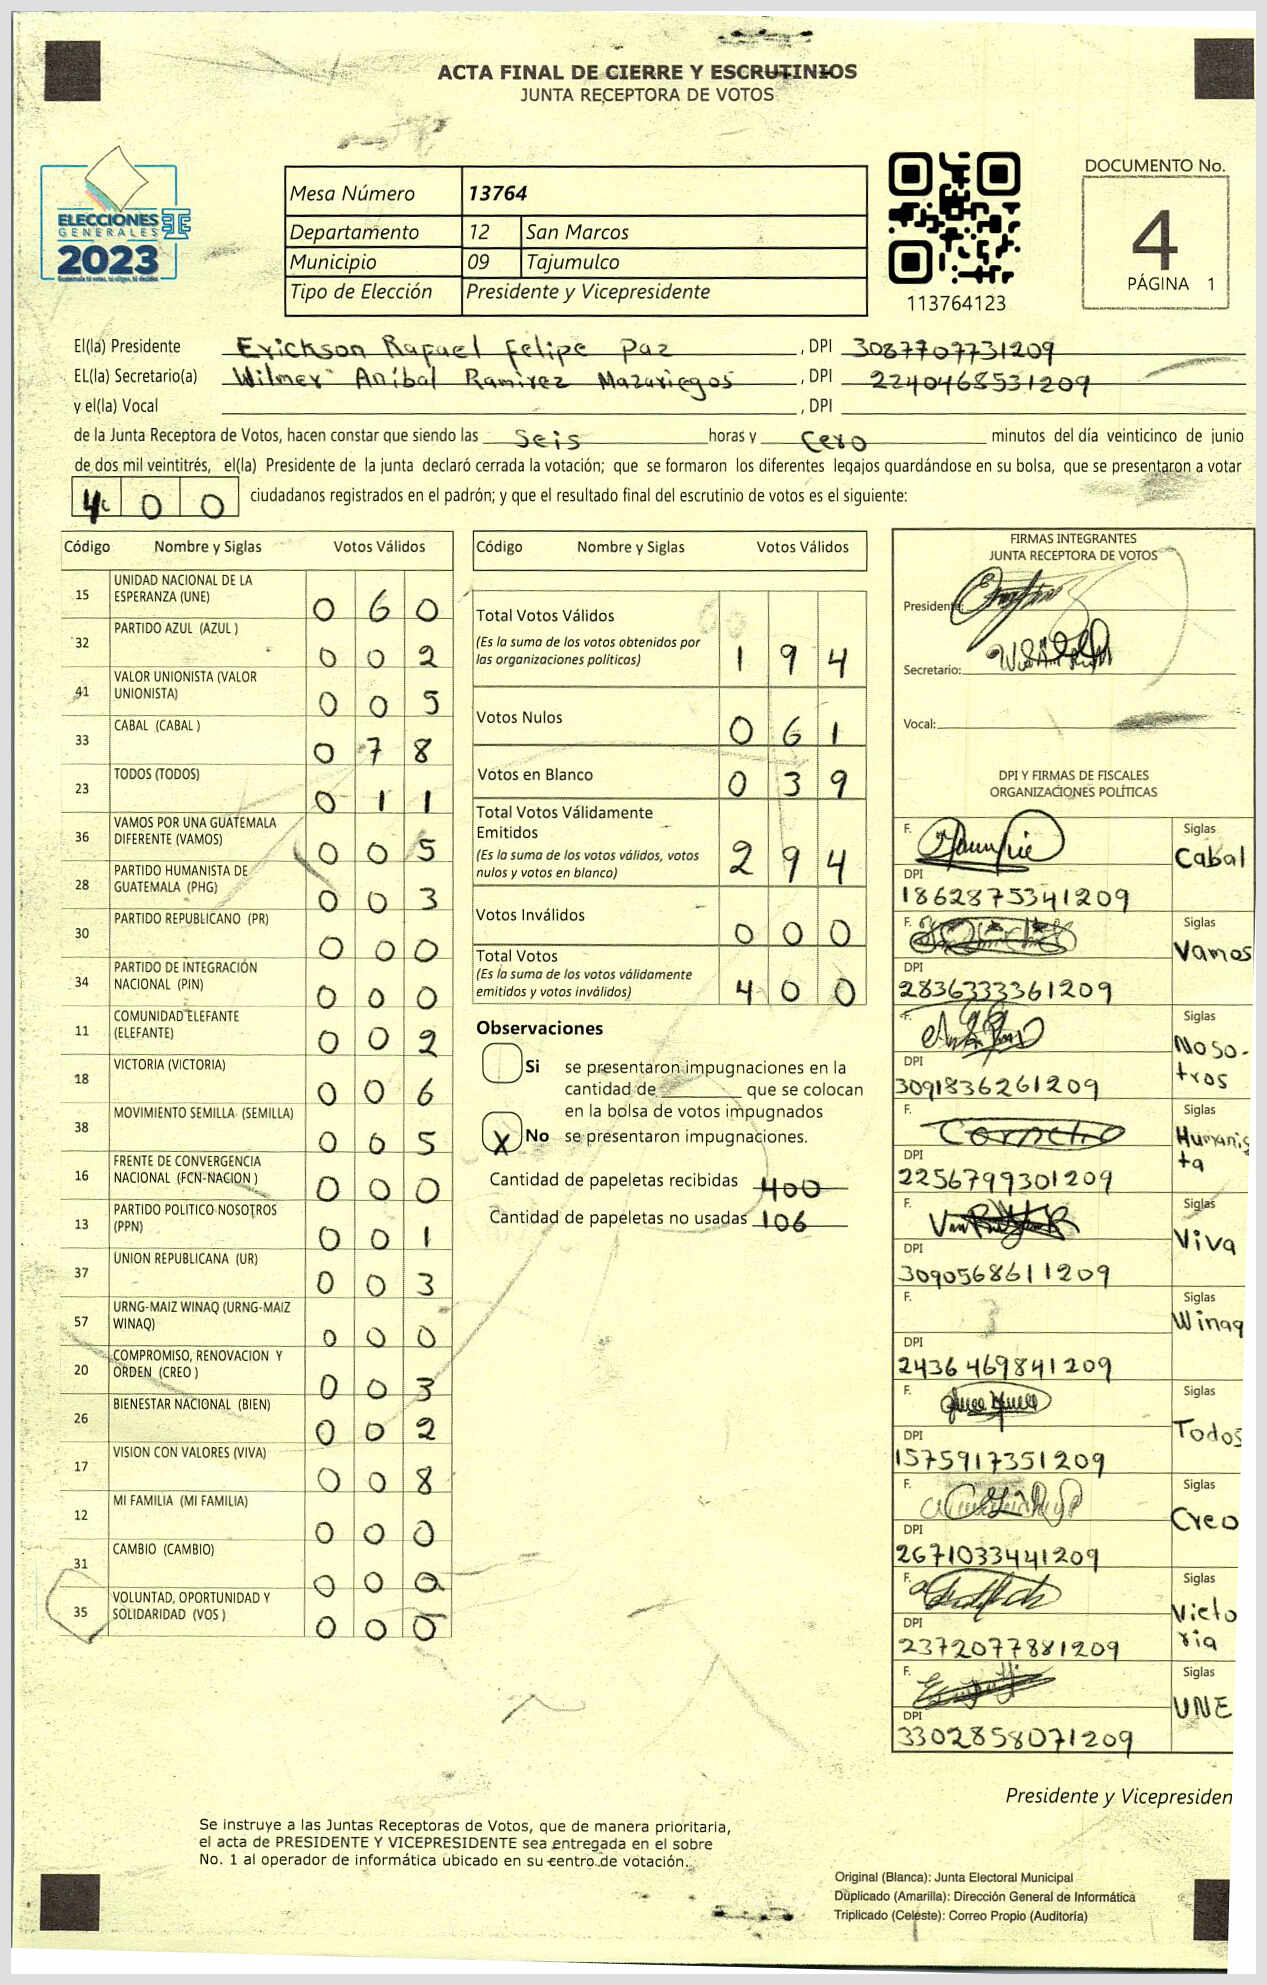 ACTA FINAL DE CIERRE Y ESCRUTINIOS
JUNTA RECEPTORA DE VOTOS
ELECCIONES
GENERALES
2023
Mesa Número 13764
Departamento 12 San Marcos
Municipio 09 Tajumulco
Tipo de Elección Presidente y Vicepresidente
113764123
DOCUMENTO No.
4
PÁGINA 1
El(la) Presidente Erickson Rafael Felipe Paz, DPI 3087707731209
EL(la) Secretario(a) Wilmer Aníbal Ramirez Mazariegos, DPI 2240468531209
y el(la) Vocal , DPI
de la Junta Receptora de Votos, hacen constar que siendo las Seis horas y Cero minutos del día veinticinco de junio
de dos mil veintitrés, el(la) Presidente de la junta declaró cerrada la votación; que se formaron los diferentes legajos quardándose en su bolsa, que se presentaron a votar
400 ciudadanos registrados en el padrón; y que el resultado final del escrutinio de votos es el siguiente:
Código Nombre y Siglas Votos Válidos
15 UNIDAD NACIONAL DE LA ESPERANZA (UNE) 0 6 0
32 PARTIDO AZUL (AZUL ) 0 0 2
41 VALOR UNIONISTA (VALOR UNIONISTA) 0 0 5
33 CABAL (CABAL ) 0 7 8
23 TODOS (TODOS) 0 1 1
36 VAMOS POR UNA GUATEMALA DIFERENTE (VAMOS) 0 0 5
28 PARTIDO HUMANISTA DE GUATEMALA (PHG) 0 0 3
30 PARTIDO REPUBLICANO (PR) 0 0 0
34 PARTIDO DE INTEGRACIÓN NACIONAL (PIN) 0 0 0
11 COMUNIDAD ELEFANTE (ELEFANTE) 0 0 2
18 VICTORIA (VICTORIA) 0 0 6
38 MOVIMIENTO SEMILLA (SEMILLA) 0 0 5
16 FRENTE DE CONVERGENCIA NACIONAL (FCN-NACION ) 0 0 0
13 PARTIDO POLITICO NOSOTROS (PPN) 0 0 1
37 UNION REPUBLICANA (UR) 0 0 3
57 URNG-MAIZ WINAQ (URNG-MAIZ WINAQ) 0 0 0
20 COMPROMISO, RENOVACION Y ORDEN (CREO ) 0 0 3
26 BIENESTAR NACIONAL (BIEN) 0 0 2
17 VISION CON VALORES (VIVA) 0 0 8
12 MI FAMILIA (MI FAMILIA) 0 0 0
31 CAMBIO (CAMBIO) 0 0 0
35 VOLUNTAD, OPORTUNIDAD Y SOLIDARIDAD (VOS ) 0 0 0
Código Nombre y Siglas Votos Válidos
Total Votos Válidos
(Es la suma de los votos obtenidos por las organizaciones políticas) 1 9 4
Votos Nulos 0 6 1
Votos en Blanco 0 3 9
Total Votos Válidamente Emitidos
(Es la suma de los votos válidos, votos nulos y votos en blanco) 2 9 4
Votos Inválidos 0 0 0
Total Votos
(Es la suma de los votos válidamente emitidos y votos inválidos) 4 0 0
Observaciones
Si se presentaron impugnaciones en la
cantidad de que se colocan
en la bolsa de votos impugnados
X No se presentaron impugnaciones.
Cantidad de papeletas recibidas 400
Cantidad de papeletas no usadas 106
FIRMAS INTEGRANTES
JUNTA RECEPTORA DE VOTOS
Presidente:
Secretario:
Vocal:
DPI Y FIRMAS DE FISCALES
ORGANIZACIONES POLÍTICAS
F. Siglas Cabal
DPI 1862875341209
F. Siglas Vamos
DPI 2836333361209
F. Siglas Noso-tros
DPI 3091836261209
F. Siglas Humanista
DPI 2256799301209
F. Siglas Viva
DPI 3090568611209
F. Siglas Winaq
DPI 2436469841209
F. Siglas Todos
DPI 1575917351209
F. Siglas Creo
DPI 2671033441209
F. Siglas Victoria
DPI 2372077881209
F. Siglas UNE
DPI 3302858071209
Presidente y Vicepresiden
Se instruye a las Juntas Receptoras de Votos, que de manera prioritaria,
el acta de PRESIDENTE Y VICEPRESIDENTE sea entregada en el sobre
No. 1 al operador de informática ubicado en su centro de votación.
Original (Blanca): Junta Electoral Municipal
Duplicado (Amarilla): Dirección General de Informática
Triplicado (Celeste): Correo Propio (Auditoría)